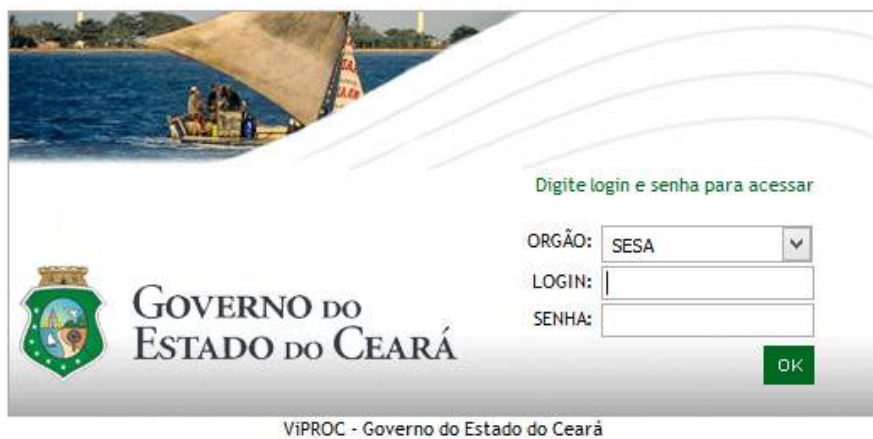 Digite login e senha para acessar
ORGÃO: SESA
LOGIN:
SENHA:
OK
GOVERNO DO
ESTADO DO CEARÁ
ViPROC - Governo do Estado do Ceará